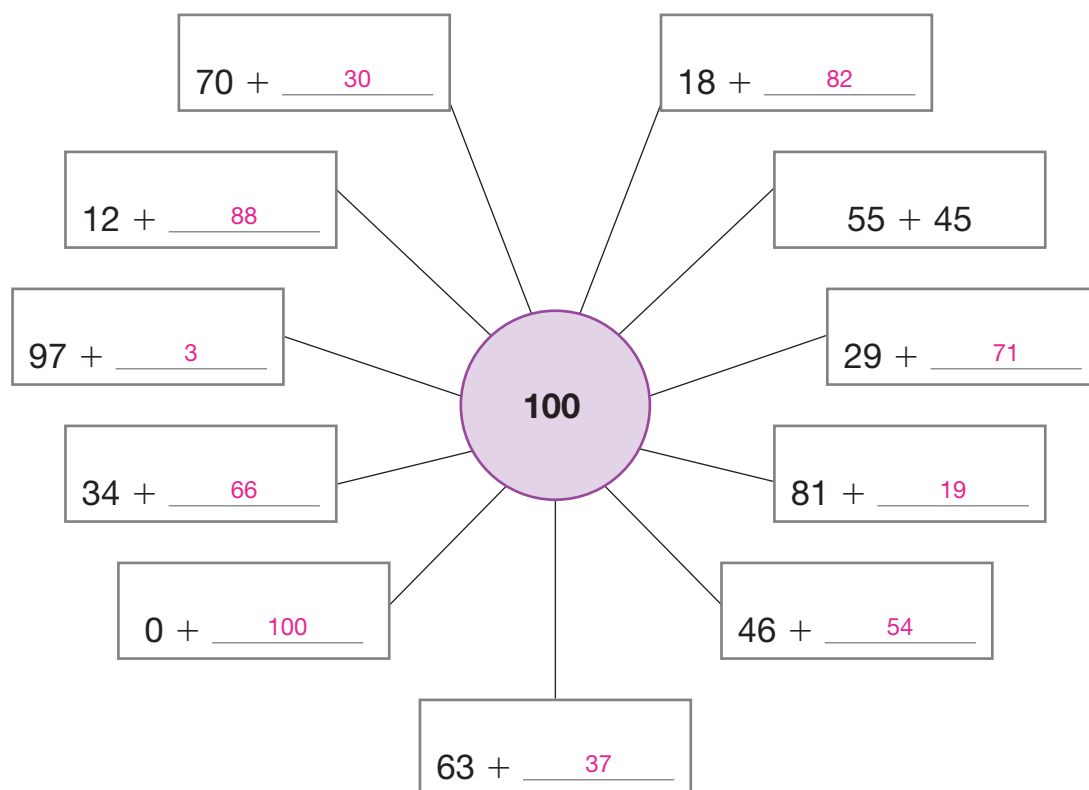 70 + 30
18 + 82
12 + 88
55 + 45
97 + 3
29 + 71
100
34 + 66
81 + 19
0 + 100
46 + 54
63 + 37